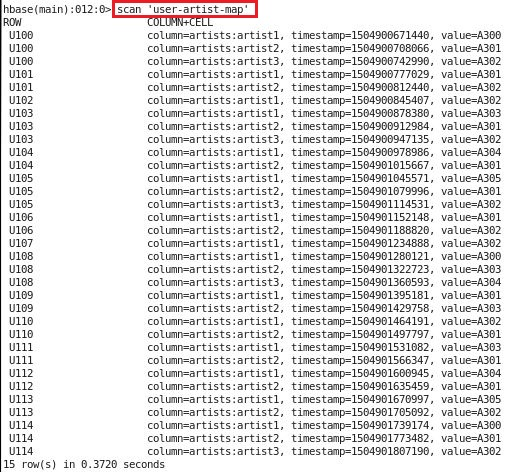 hbase(main):012:0> scan 'user-artist-map'
ROW COLUMN+CELL
U100 column=artists:artist1, timestamp=1504900671440, value=A300
U100 column=artists:artist2, timestamp=1504900708066, value=A301
U100 column=artists:artist3, timestamp=1504900742990, value=A302
U101 column=artists:artist1, timestamp=1504900777029, value=A301
U101 column=artists:artist2, timestamp=1504900812440, value=A302
U102 column=artists:artist1, timestamp=1504900845407, value=A302
U103 column=artists:artist1, timestamp=1504900878380, value=A303
U103 column=artists:artist2, timestamp=1504900912984, value=A301
U103 column=artists:artist3, timestamp=1504900947135, value=A302
U104 column=artists:artist1, timestamp=1504900978986, value=A304
U104 column=artists:artist2, timestamp=1504901015667, value=A301
U105 column=artists:artist1, timestamp=1504901045571, value=A305
U105 column=artists:artist2, timestamp=1504901079996, value=A301
U105 column=artists:artist3, timestamp=1504901114531, value=A302
U106 column=artists:artist1, timestamp=1504901152148, value=A301
U106 column=artists:artist2, timestamp=1504901188820, value=A302
U107 column=artists:artist1, timestamp=1504901234888, value=A302
U108 column=artists:artist1, timestamp=1504901280121, value=A300
U108 column=artists:artist2, timestamp=1504901322723, value=A303
U108 column=artists:artist3, timestamp=1504901360593, value=A304
U109 column=artists:artist1, timestamp=1504901395181, value=A301
U109 column=artists:artist2, timestamp=1504901429758, value=A303
U110 column=artists:artist1, timestamp=1504901464191, value=A302
U110 column=artists:artist2, timestamp=1504901497797, value=A301
U111 column=artists:artist1, timestamp=1504901531082, value=A303
U111 column=artists:artist2, timestamp=1504901566347, value=A301
U112 column=artists:artist1, timestamp=1504901600945, value=A304
U112 column=artists:artist2, timestamp=1504901635459, value=A301
U113 column=artists:artist1, timestamp=1504901670997, value=A305
U113 column=artists:artist2, timestamp=1504901705092, value=A302
U114 column=artists:artist1, timestamp=1504901739174, value=A300
U114 column=artists:artist2, timestamp=1504901773482, value=A301
U114 column=artists:artist3, timestamp=1504901807190, value=A302
15 row(s) in 0.3720 seconds